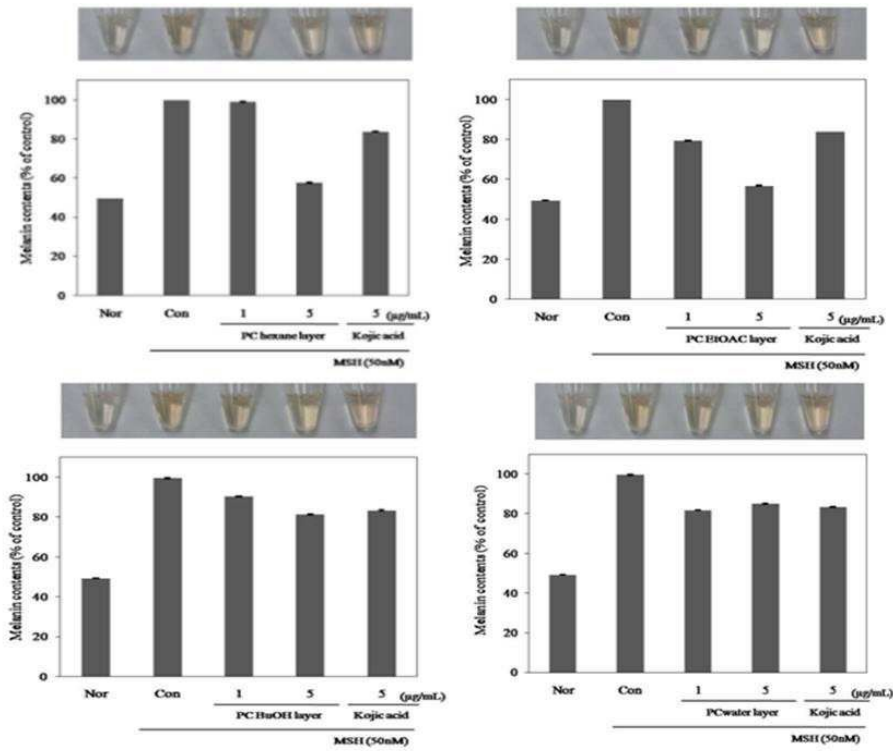 Melanin contents (% of control)
100
80
60
40
20
0
Nor Con 1 5 5 (μg/mL)
PC hexane layer Kojic acid
MSH (50nM)
Melanin contents (% of control)
100
80
60
40
20
0
Nor Con 1 5 5 (μg/mL)
PC EtOAC layer Kojic acid
MSH (50nM)
Melanin contents (% of control)
100
80
60
40
20
0
Nor Con 1 5 5 (μg/mL)
PC BuOH layer Kojic acid
MSH (50nM)
Melanin contents (% of control)
100
80
60
40
20
0
Nor Con 1 5 5 (μg/mL)
PCwater layer Kojic acid
MSH (50nM)